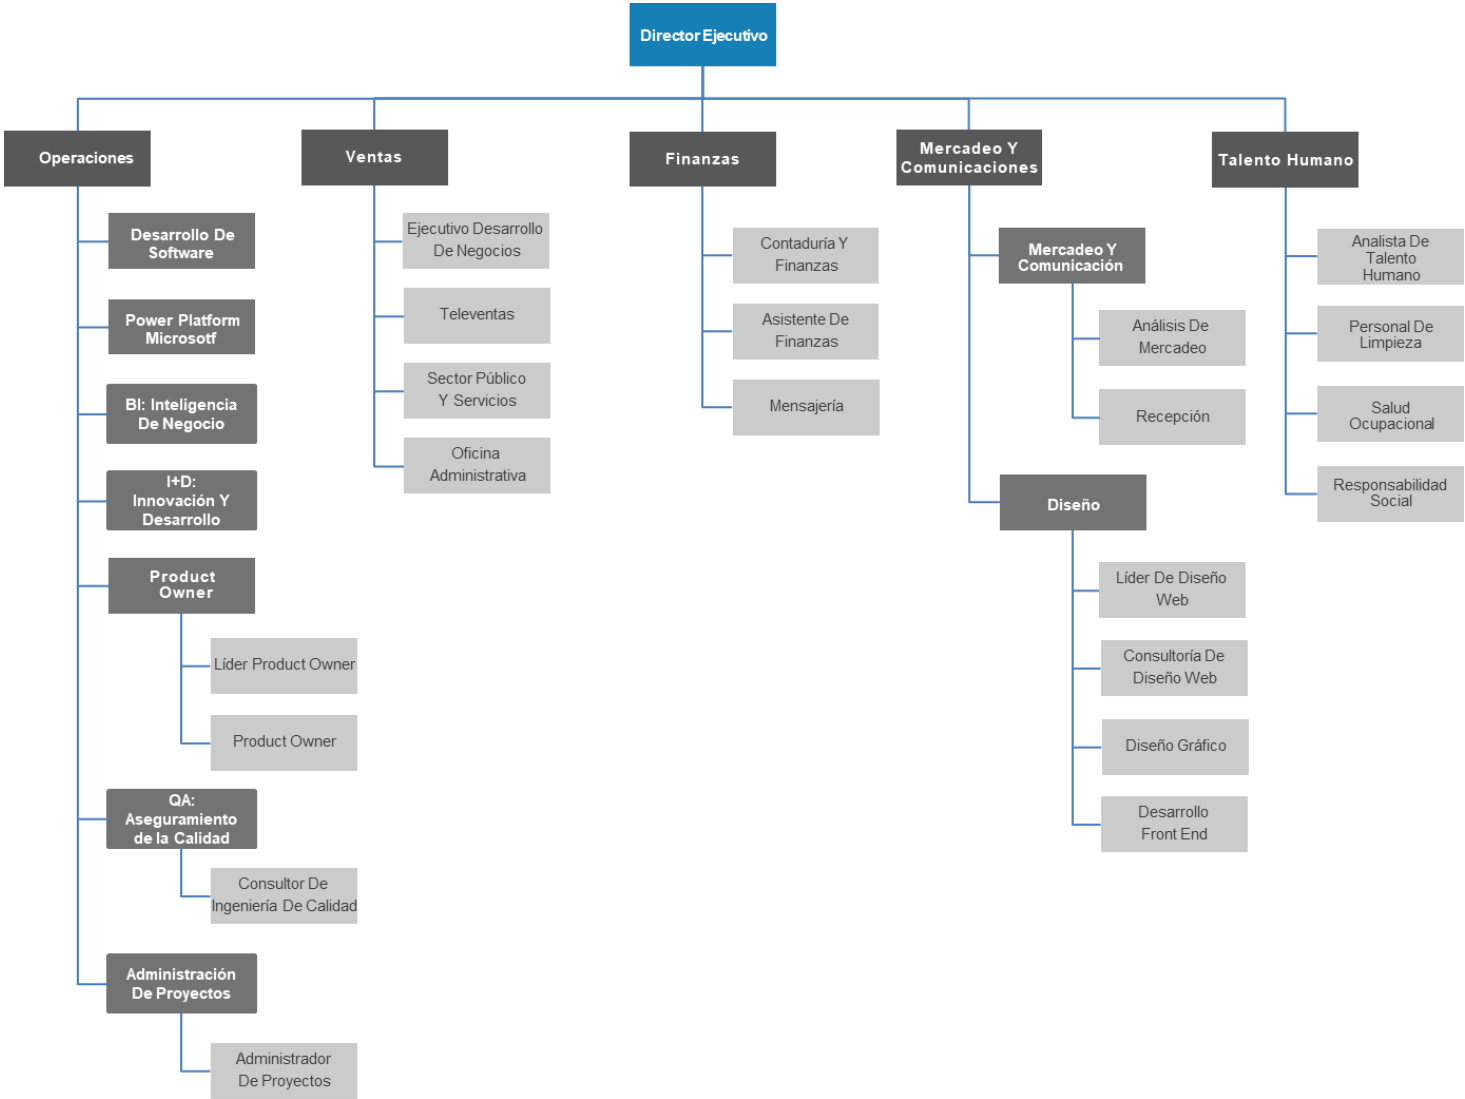 Director Ejecutivo
Operaciones
Desarrollo De
Software
Power Platform
Microsotf
BI: Inteligencia
De Negocio
I+D:
Innovación Y
Desarrollo
Product
Owner
Líder Product Owner
Product Owner
QA:
Aseguramiento
de la Calidad
Consultor De
Ingeniería De Calidad
Administración
De Proyectos
Administrador
De Proyectos
Ventas
Ejecutivo Desarrollo
De Negocios
Televentas
Sector Público
Y Servicios
Oficina
Administrativa
Finanzas
Contaduría Y
Finanzas
Asistente De
Finanzas
Mensajería
Mercadeo Y
Comunicaciones
Mercadeo Y
Comunicación
Análisis De
Mercadeo
Recepción
Diseño
Líder De Diseño
Web
Consultoría De
Diseño Web
Diseño Gráfico
Desarrollo
Front End
Talento Humano
Analista De
Talento
Humano
Personal De
Limpieza
Salud
Ocupacional
Responsabilidad
Social